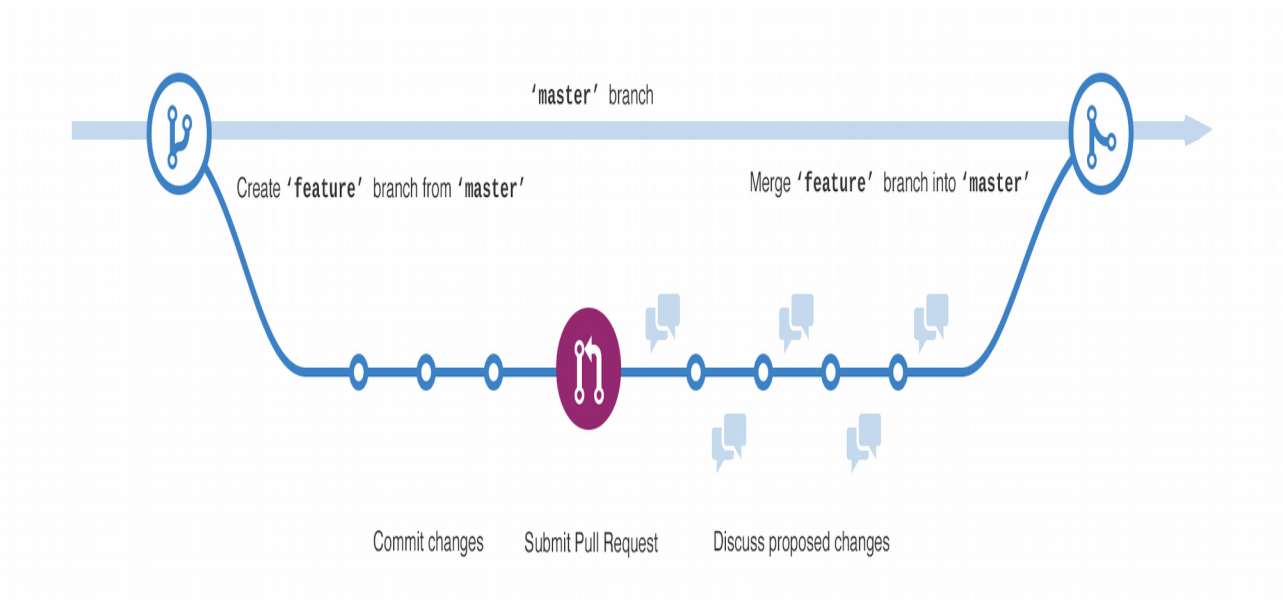 ‘master’ branch
Create ‘feature’ branch from ‘master’
Merge ‘feature’ branch into ‘master’
Commit changes
Submit Pull Request
Discuss proposed changes